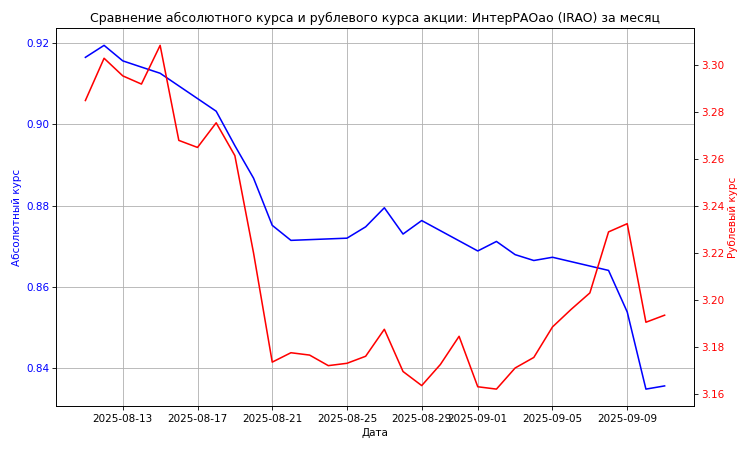 Сравнение абсолютного курса и рублевого курса акции: ИнтерРАОао (IRAO) за месяц
0.92
0.90
0.88
0.86
0.84
Абсолютный курс
3.30
3.28
3.26
3.24
3.22
3.20
3.18
3.16
Рублевый курс
2025-08-13 2025-08-17 2025-08-21 2025-08-25 2025-08-29 2025-09-01 2025-09-05 2025-09-09
Дата